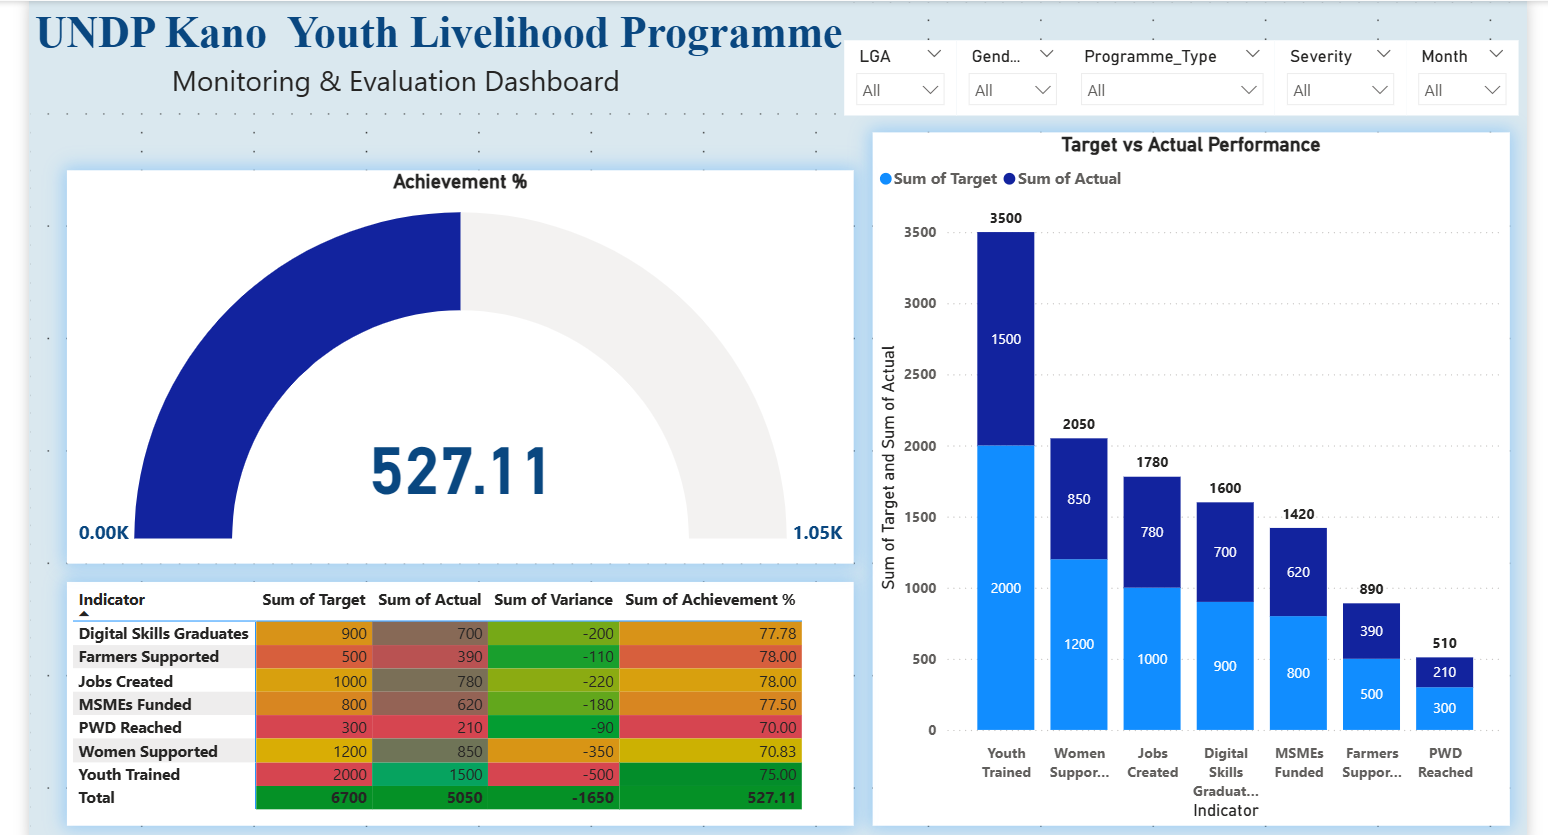 UNDP Kano  Youth Livelihood Programme
Monitoring & Evaluation Dashboard
LGA Gend... Programme_Type Severity Month
All All All All All
Achievement %
527.11
0.00K 1.05K
Indicator Sum of Target Sum of Actual Sum of Variance Sum of Achievement %
Digital Skills Graduates 900 700 -200 77.78
Farmers Supported 500 390 -110 78.00
Jobs Created 1000 780 -220 78.00
MSMEs Funded 800 620 -180 77.50
PWD Reached 300 210 -90 70.00
Women Supported 1200 850 -350 70.83
Youth Trained 2000 1500 -500 75.00
Total 6700 5050 -1650 527.11
Target vs Actual Performance
Sum of Target Sum of Actual
Sum of Target and Sum of Actual
3500
3000
2500
2000
1500
1000
500
0
3500
1500
2000
2050
850
1200
1780
780
1000
1600
700
900
1420
620
800
890
390
500
510
210
300
Youth
Trained
Women
Suppor...
Jobs
Created
Digital
Skills
Graduat...
MSMEs
Funded
Farmers
Suppor...
PWD
Reached
Indicator